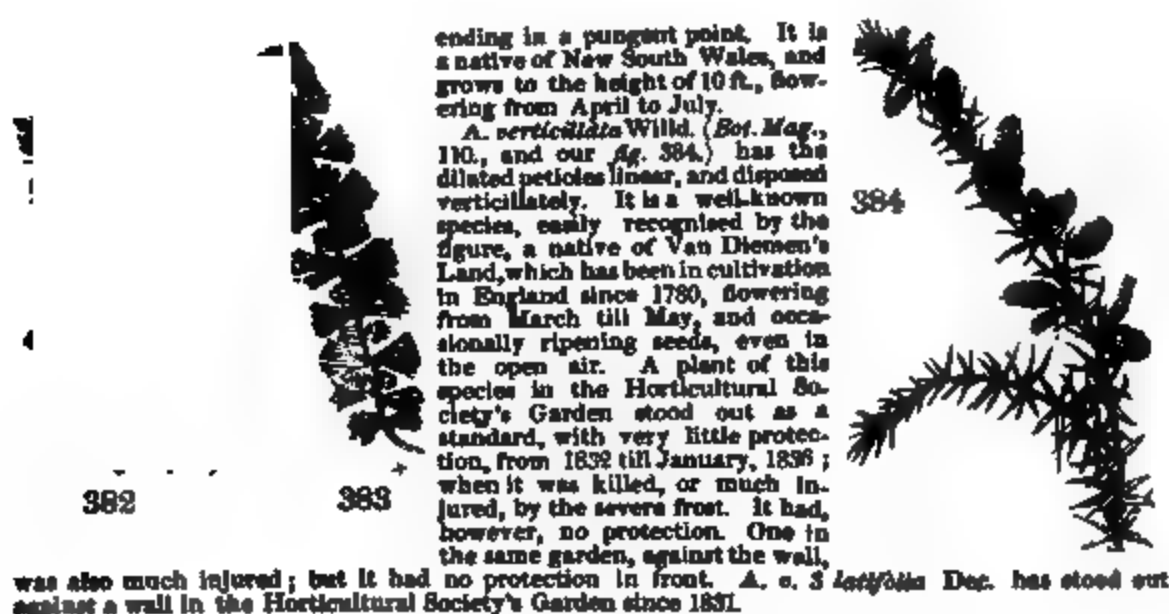 ending in a pungent point. It is
a native of New South Wales, and
grows to the height of 10 ft., flow-
ering from April to July.
A. verticillata Willd. (Bot. Mag.,
110., and our fig. 384.) has the
dilated petioles linear, and disposed
verticillately. It is a well-known
species, easily recognised by the
figure, a native of Van Diemen's
Land, which has been in cultivation
in England since 1780, flowering
from March till May, and occa-
sionally ripening seeds, even in
the open air. A plant of this
species in the Horticultural So-
ciety's Garden stood out as a
standard, with very little protec-
tion, from 1832 till January, 1836;
when it was killed, or much in-
jured, by the severe frost. It had,
however, no protection. One in
the same garden, against the wall,
was also much injured; but it had no protection in front. A. v. 3 latifolia Dec. has stood out
against a wall in the Horticultural Society's Garden since 1831.
382
383
384